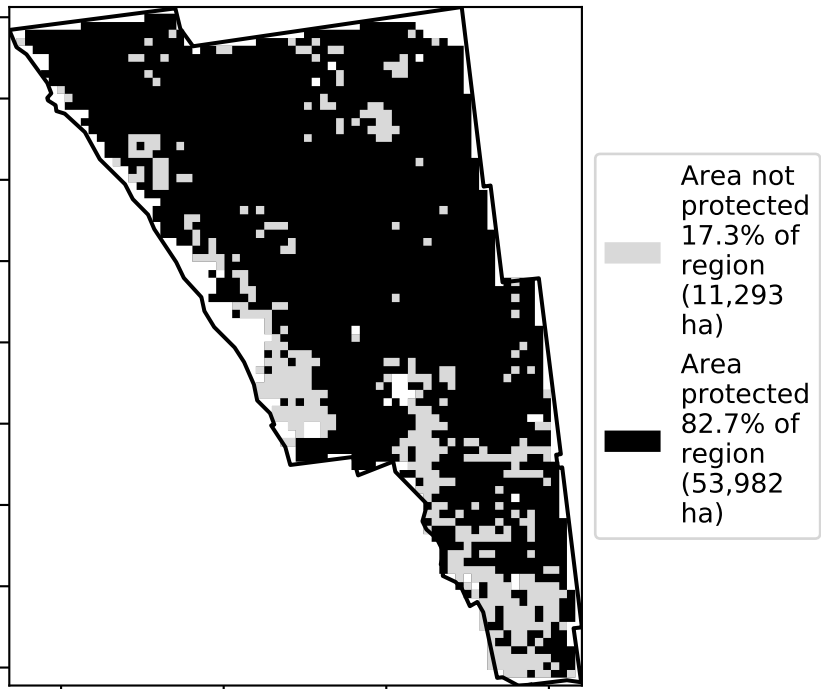 Area not
protected
17.3% of
region
(11,293
ha)
Area
protected
82.7% of
region
(53,982
ha)